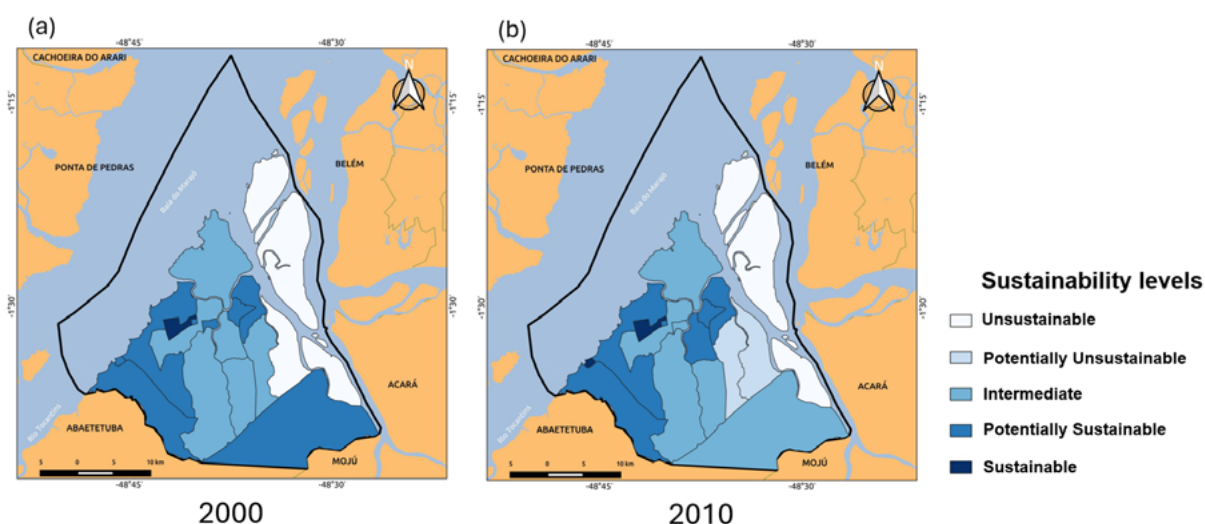 (a)
-48°45'
-48°30'
CACHOEIRA DO ARARI
N
-1°15'
PONTA DE PEDRAS
BELÉM
Baía do Marajó
-1°30'
ACARÁ
Rio Tocantins
ABAETETUBA
MOJÚ
5 0 5 10 km
-48°45'
-48°30'
2000
(b)
-48°45'
-48°30'
CACHOEIRA DO ARARI
N
-1°15'
-1°15'
PONTA DE PEDRAS
BELÉM
Baía do Marajó
-1°30'
-1°30'
ACARÁ
Rio Tocantins
ABAETETUBA
MOJÚ
5 0 5 10 km
-48°45'
-48°30'
2010
Sustainability levels
Unsustainable
Potentially Unsustainable
Intermediate
Potentially Sustainable
Sustainable